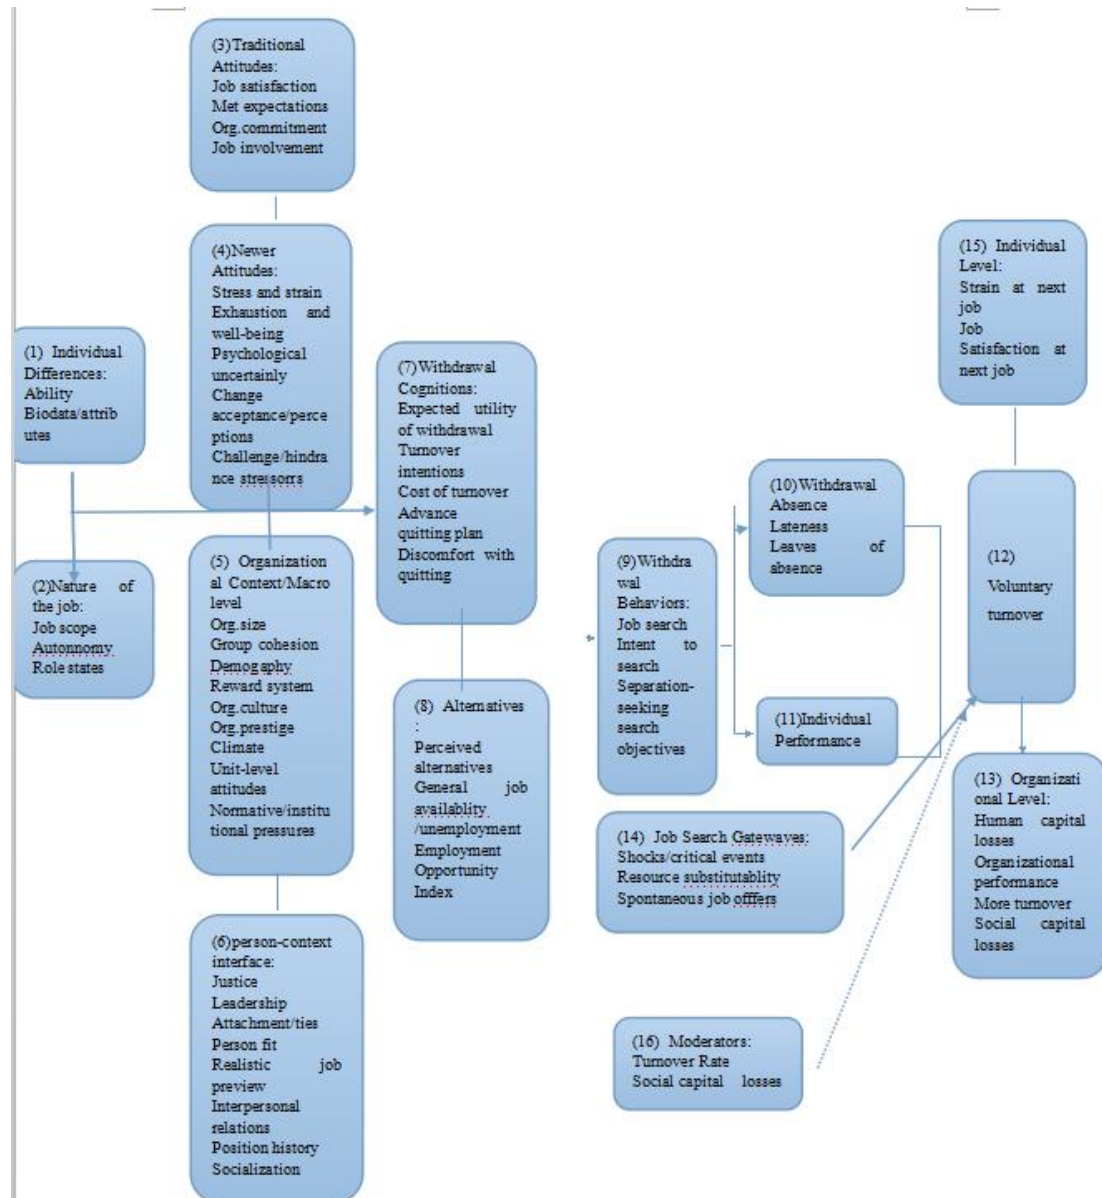 (3)Traditional
Attitudes:
Job satisfaction
Met expectations
Org.commitment
Job involvement
(4)Newer
Attitudes:
Stress and strain
Exhaustion and
well-being
Psychological
uncertainly
Change
acceptance/perce
ptions
Challenge/hindra
nce stressorrs
(1) Individual
Differences:
Ability
Biodata/attrib
utes
(2)Nature of
the job:
Job scope
Autonnomy
Role states
(5) Organization
al Context/Macro
level
Org.size
Group cohesion
Demogaphy
Reward system
Org.culture
Org.prestige
Climate
Unit-level
attitudes
Normative/institu
tional pressures
(6)person-context
interface:
Justice
Leadership
Attachment/ties
Person fit
Realistic job
preview
Interpersonal
relations
Position history
Socialization
(7)Withdrawal
Cognitions:
Expected utility
of withdrawal
Turnover
intentions
Cost of turnover
Advance
quitting plan
Discomfort with
quitting
(8) Alternatives
:
Perceived
alternatives
General job
availablity
/unemployment
Employment
Opportunity
Index
(9)Withdra
wal
Behaviors:
Job search
Intent to
search
Separation-
seeking
search
objectives
(10)Withdrawal
Absence
Lateness
Leaves of
absence
(11)Individual
Performance
(14) Job Search Gatewaves:
Shocks/critical events
Resource substitutablity
Spontaneous job offfers
(16) Moderators:
Turnover Rate
Social capital losses
(15) Individual
Level:
Strain at next
job
Job
Satisfaction at
next job
(12)
Voluntary
turnover
(13) Organizati
onal Level:
Human capital
losses
Organizational
performance
More turnover
Social capital
losses